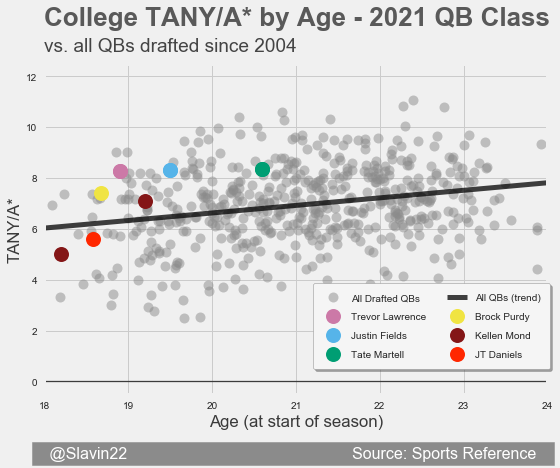 College TANY/A* by Age - 2021 QB Class
vs. all QBs drafted since 2004
12
10
8
6
4
2
0
TANY/A*
All Drafted QBs
Trevor Lawrence
Justin Fields
Tate Martell
All QBs (trend)
Brock Purdy
Kellen Mond
JT Daniels
18 19 20 21 22 23 24
Age (at start of season)
@Slavin22 Source: Sports Reference